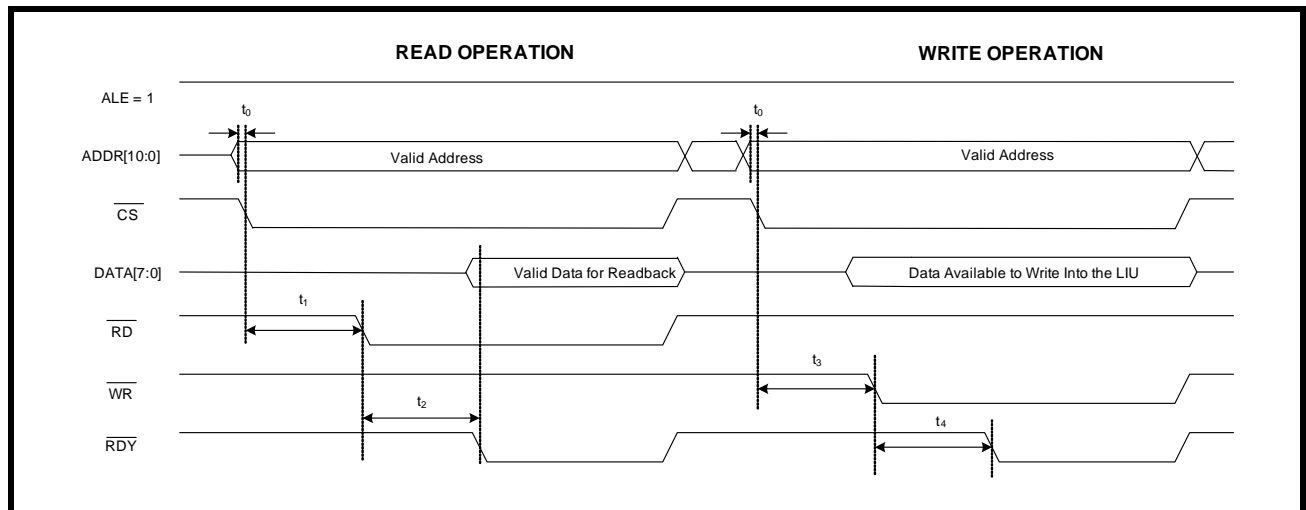 READ OPERATION WRITE OPERATION
ALE = 1
t₀ t₀
ADDR[10:0] Valid Address Valid Address
CS
DATA[7:0] Valid Data for Readback Data Available to Write Into the LIU
t₁
RD
t₃
WR
t₂
t₄
RDY